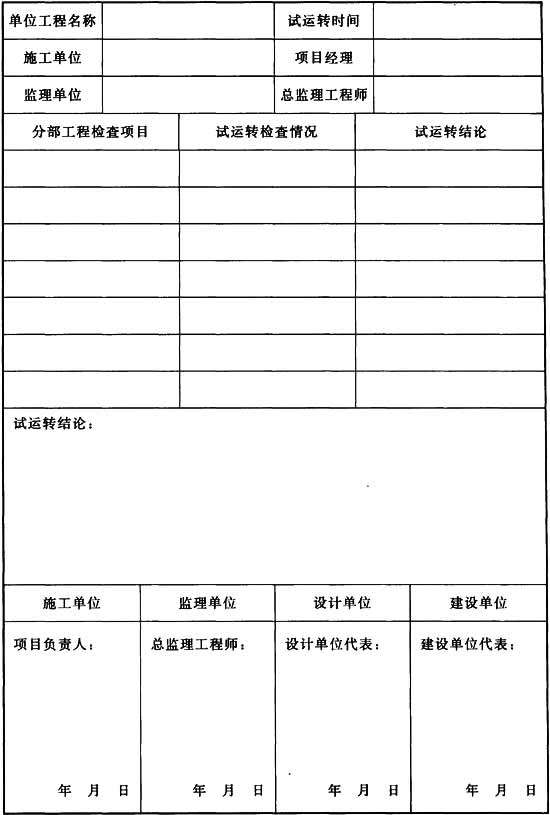 单位工程名称 试运转时间
施工单位 项目经理
监理单位 总监理工程师
分部工程检查项目 试运转检查情况 试运转结论
试运转结论：
施工单位 监理单位 设计单位 建设单位
项目负责人： 总监理工程师： 设计单位代表： 建设单位代表：
年 月 日 年 月 日 年 月 日 年 月 日